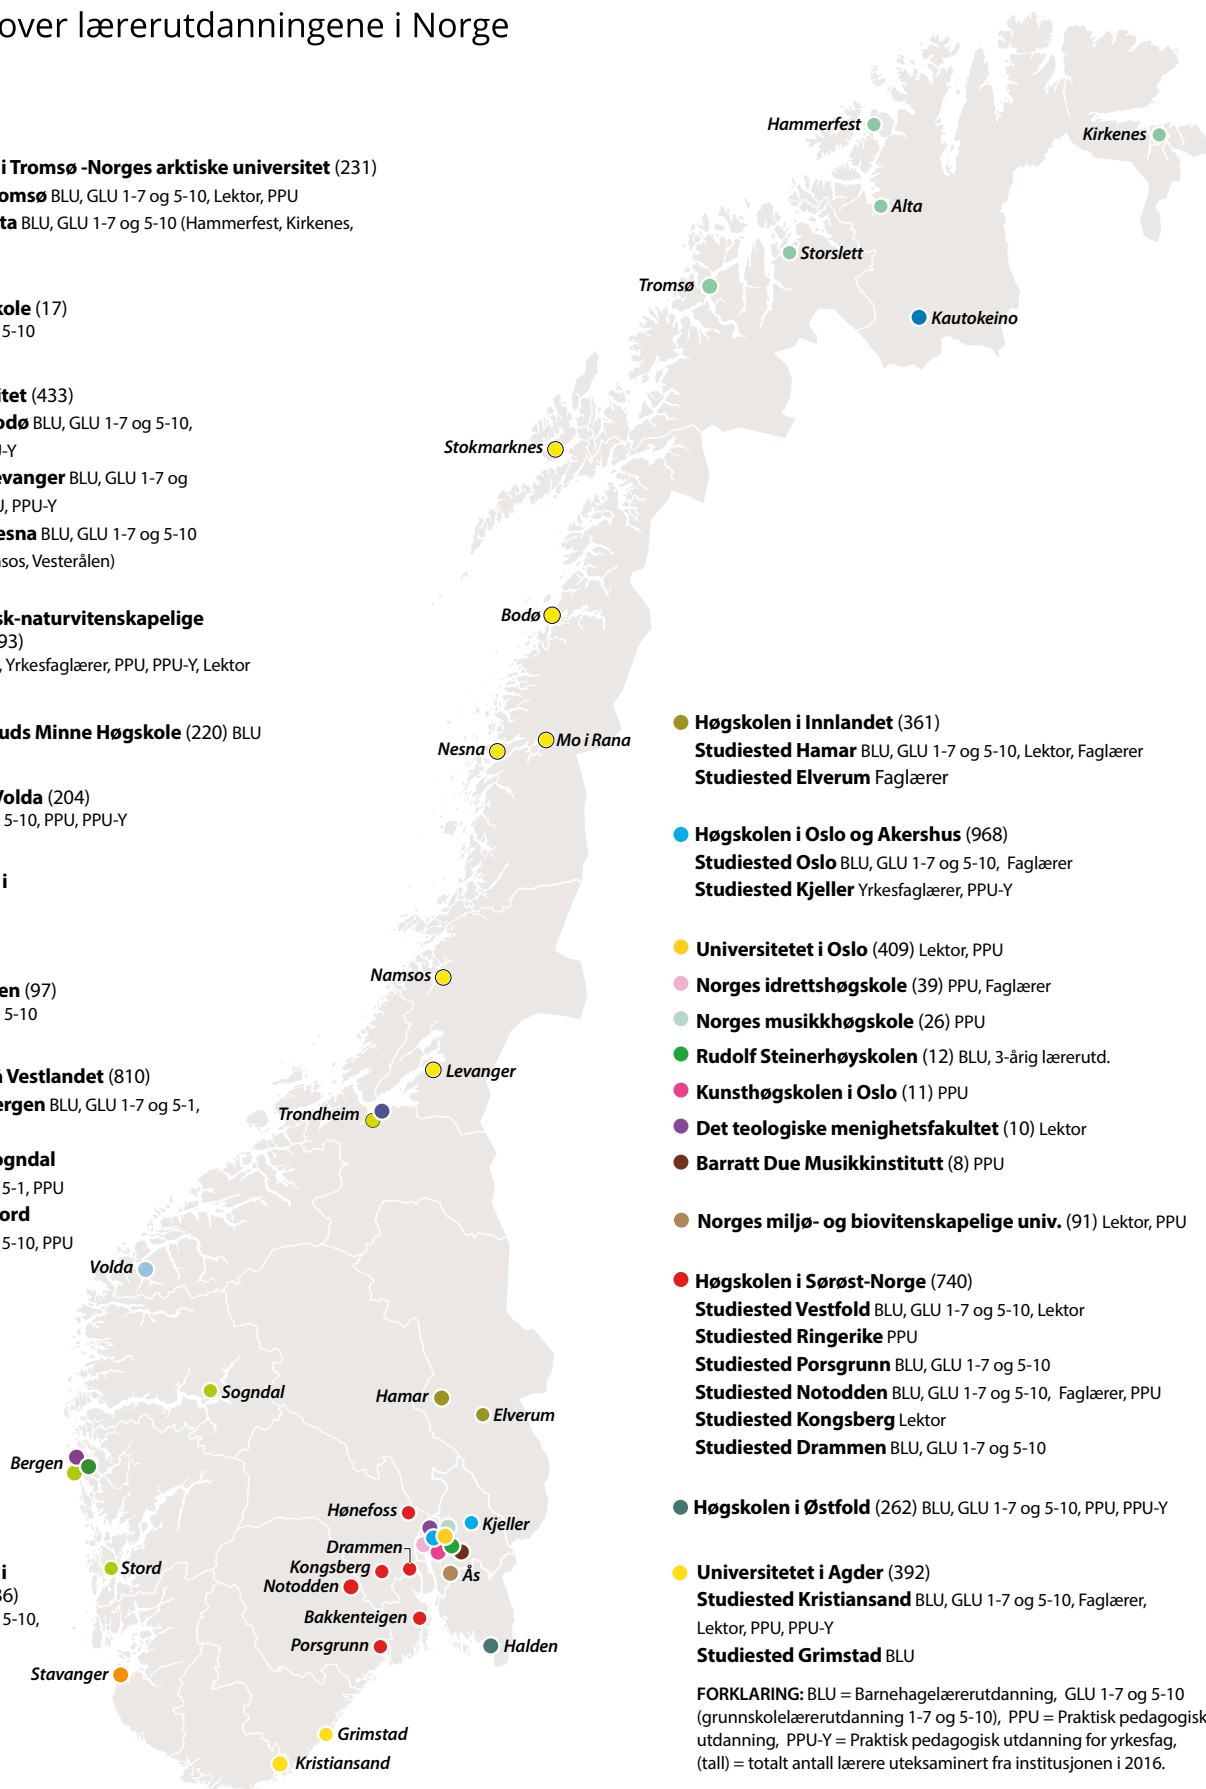 over lærerutdanningene i Norge
i Tromsø -Norges arktiske universitet (231)
omsø BLU, GLU 1-7 og 5-10, Lektor, PPU
ta BLU, GLU 1-7 og 5-10 (Hammerfest, Kirkenes,
kole (17)
5-10
itet (433)
odø BLU, GLU 1-7 og 5-10,
J-Y
evanger BLU, GLU 1-7 og
J, PPU-Y
esna BLU, GLU 1-7 og 5-10
sos, Vesterålen)
sk-naturvitenskapelige
93)
, Yrkesfaglærer, PPU, PPU-Y, Lektor
uds Minne Høgskole (220) BLU
Volda (204)
5-10, PPU, PPU-Y
i
en (97)
5-10
å Vestlandet (810)
ergen BLU, GLU 1-7 og 5-1,
ogndal
5-1, PPU
ord
5-10, PPU
i
36)
5-10,
Hammerfest
Kirkenes
Alta
Storslett
Tromsø
Kautokeino
Stokmarknes
Bodø
Mo i Rana
Nesna
Namsos
Levanger
Trondheim
Volda
Sogndal
Hamar
Elverum
Bergen
Hønefoss
Kjeller
Drammen
Stord
Kongsberg
Ås
Notodden
Bakkenteigen
Porsgrunn
Halden
Stavanger
Grimstad
Kristiansand
Høgskolen i Innlandet (361)
Studiested Hamar BLU, GLU 1-7 og 5-10, Lektor, Faglærer
Studiested Elverum Faglærer
Høgskolen i Oslo og Akershus (968)
Studiested Oslo BLU, GLU 1-7 og 5-10, Faglærer
Studiested Kjeller Yrkesfaglærer, PPU-Y
Universitetet i Oslo (409) Lektor, PPU
Norges idrettshøgskole (39) PPU, Faglærer
Norges musikkhøgskole (26) PPU
Rudolf Steinerhøyskolen (12) BLU, 3-årig lærerutd.
Kunsthøgskolen i Oslo (11) PPU
Det teologiske menighetsfakultet (10) Lektor
Barratt Due Musikkinstitutt (8) PPU
Norges miljø- og biovitenskapelige univ. (91) Lektor, PPU
Høgskolen i Sørøst-Norge (740)
Studiested Vestfold BLU, GLU 1-7 og 5-10, Lektor
Studiested Ringerike PPU
Studiested Porsgrunn BLU, GLU 1-7 og 5-10
Studiested Notodden BLU, GLU 1-7 og 5-10, Faglærer, PPU
Studiested Kongsberg Lektor
Studiested Drammen BLU, GLU 1-7 og 5-10
Høgskolen i Østfold (262) BLU, GLU 1-7 og 5-10, PPU, PPU-Y
Universitetet i Agder (392)
Studiested Kristiansand BLU, GLU 1-7 og 5-10, Faglærer,
Lektor, PPU, PPU-Y
Studiested Grimstad BLU
FORKLARING: BLU = Barnehagelærerutdanning, GLU 1-7 og 5-10
(grunnskolelærerutdanning 1-7 og 5-10), PPU = Praktisk pedagogisk
utdanning, PPU-Y = Praktisk pedagogisk utdanning for yrkesfag,
(tall) = totalt antall lærere uteksaminert fra institusjonen i 2016.